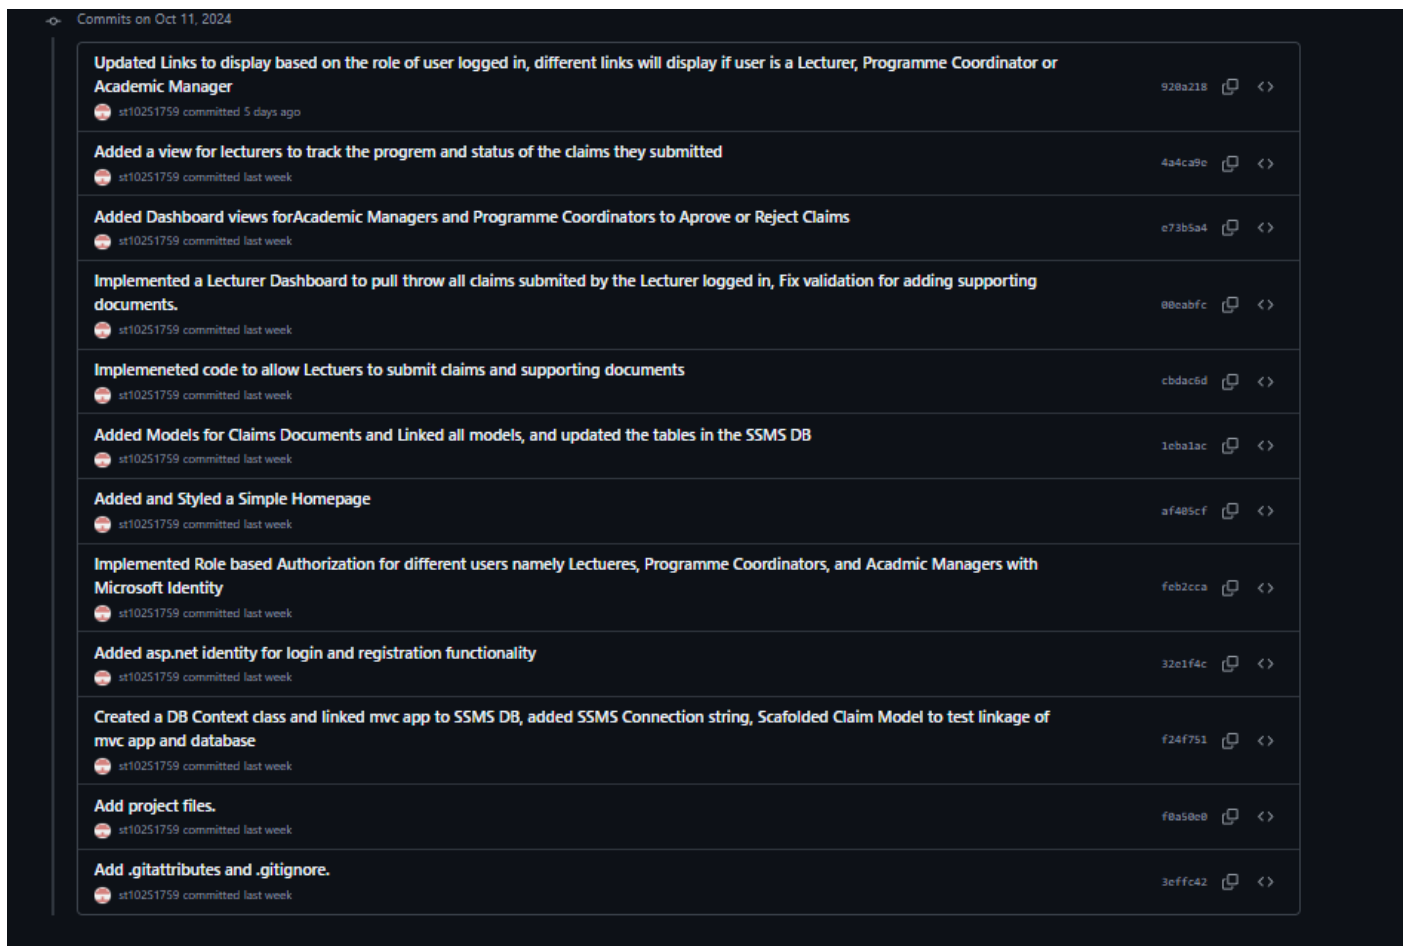 Commits on Oct 11, 2024
Updated Links to display based on the role of user logged in, different links will display if user is a Lecturer, Programme Coordinator or
Academic Manager
920a218
st10251759 committed 5 days ago
Added a view for lecturers to track the progrem and status of the claims they submitted
4a4ca9e
st10251759 committed last week
Added Dashboard views forAcademic Managers and Programme Coordinators to Aprove or Reject Claims
e73b5a4
st10251759 committed last week
Implemented a Lecturer Dashboard to pull throw all claims submited by the Lecturer logged in, Fix validation for adding supporting
documents.
00eabfc
st10251759 committed last week
Implemeneted code to allow Lectuers to submit claims and supporting documents
cbdac6d
st10251759 committed last week
Added Models for Claims Documents and Linked all models, and updated the tables in the SSMS DB
1eba1ac
st10251759 committed last week
Added and Styled a Simple Homepage
af405cf
st10251759 committed last week
Implemented Role based Authorization for different users namely Lectueres, Programme Coordinators, and Acadmic Managers with
Microsoft Identity
feb2cca
st10251759 committed last week
Added asp.net identity for login and registration functionality
32e1f4c
st10251759 committed last week
Created a DB Context class and linked mvc app to SSMS DB, added SSMS Connection string, Scafolded Claim Model to test linkage of
mvc app and database
f24f751
st10251759 committed last week
Add project files.
f0a50e0
st10251759 committed last week
Add .gitattributes and .gitignore.
3effc42
st10251759 committed last week